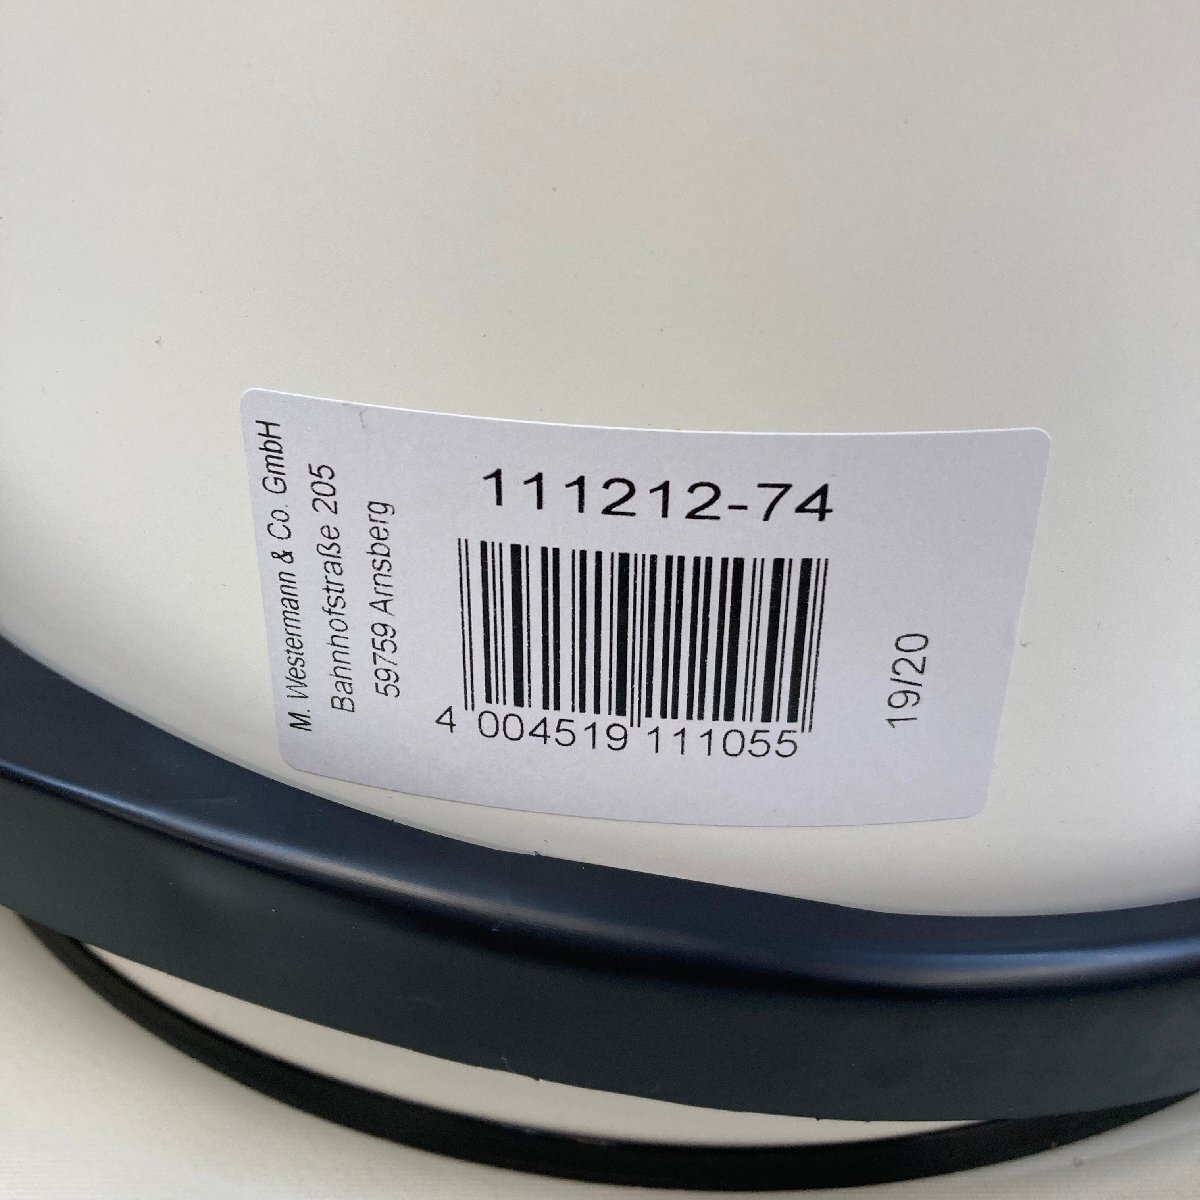 M. Westermann & Co. GmbH
Bahnhofstraße 205
59759 Arnsberg
111212-74
4 004519 111055
19/20